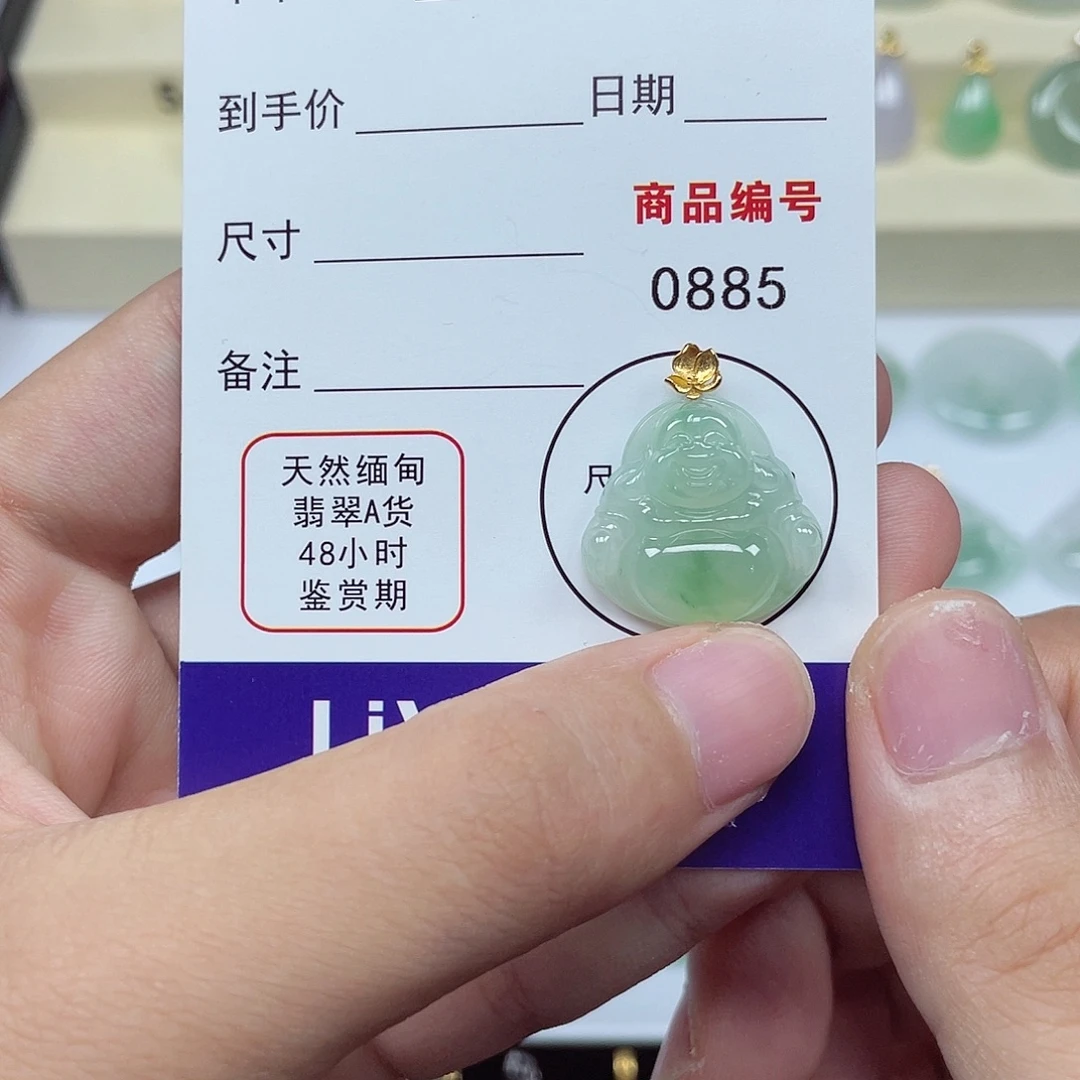 到手价 日期
商品编号
尺寸
0885
备注
天然缅甸
翡翠A货
48小时
鉴赏期
尺